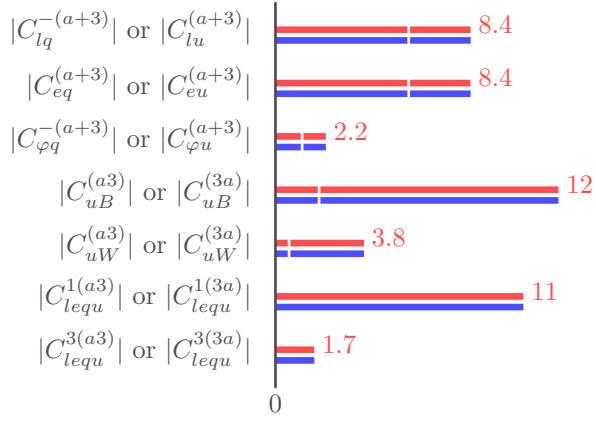 |C_{lq}^{-(a+3)}| or |C_{lu}^{(a+3)}| 8.4
|C_{eq}^{(a+3)}| or |C_{eu}^{(a+3)}| 8.4
|C_{φq}^{-(a+3)}| or |C_{φu}^{(a+3)}| 2.2
|C_{uB}^{(a3)}| or |C_{uB}^{(3a)}| 12
|C_{uW}^{(a3)}| or |C_{uW}^{(3a)}| 3.8
|C_{lequ}^{1(a3)}| or |C_{lequ}^{1(3a)}| 11
|C_{lequ}^{3(a3)}| or |C_{lequ}^{3(3a)}| 1.7
0